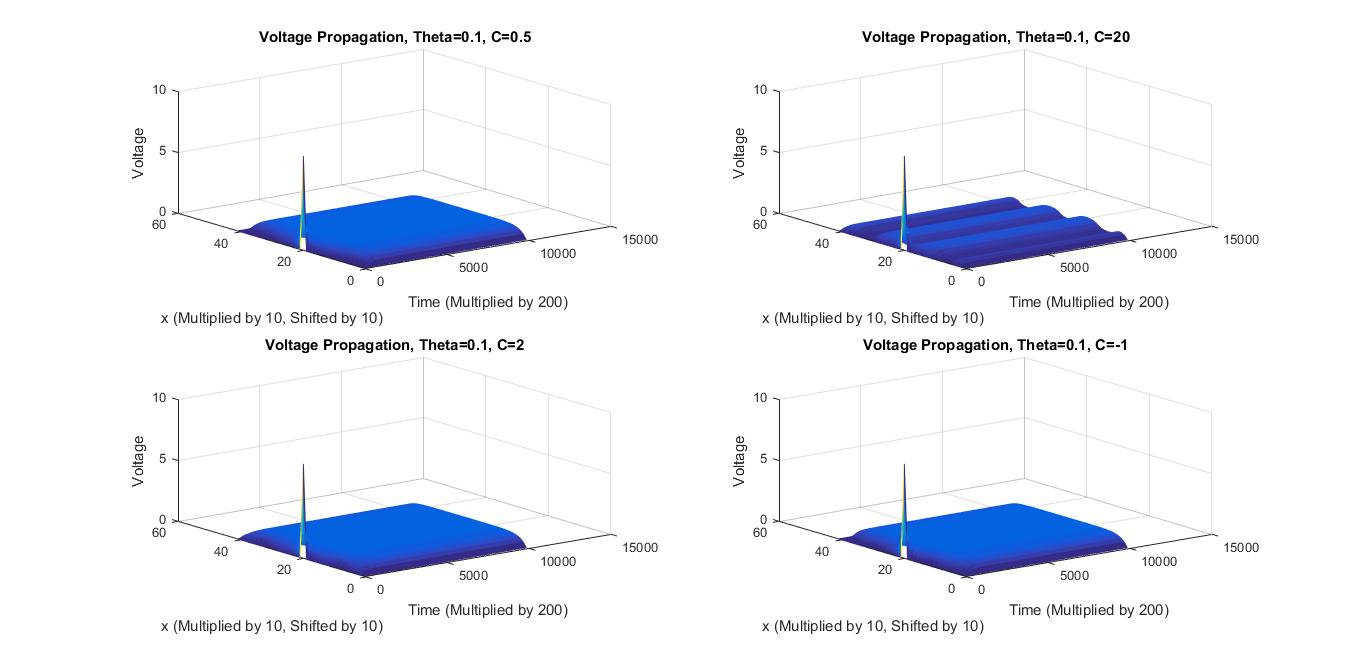 Voltage Propagation, Theta=0.1, C=0.5
10
5
0
Voltage
60
40
20
0
0
5000
10000
15000
Time (Multiplied by 200)
x (Multiplied by 10, Shifted by 10)
Voltage Propagation, Theta=0.1, C=20
10
5
0
Voltage
60
40
20
0
0
5000
10000
15000
Time (Multiplied by 200)
x (Multiplied by 10, Shifted by 10)
Voltage Propagation, Theta=0.1, C=2
10
5
0
Voltage
60
40
20
0
0
5000
10000
15000
Time (Multiplied by 200)
x (Multiplied by 10, Shifted by 10)
Voltage Propagation, Theta=0.1, C=-1
10
5
0
Voltage
60
40
20
0
0
5000
10000
15000
Time (Multiplied by 200)
x (Multiplied by 10, Shifted by 10)